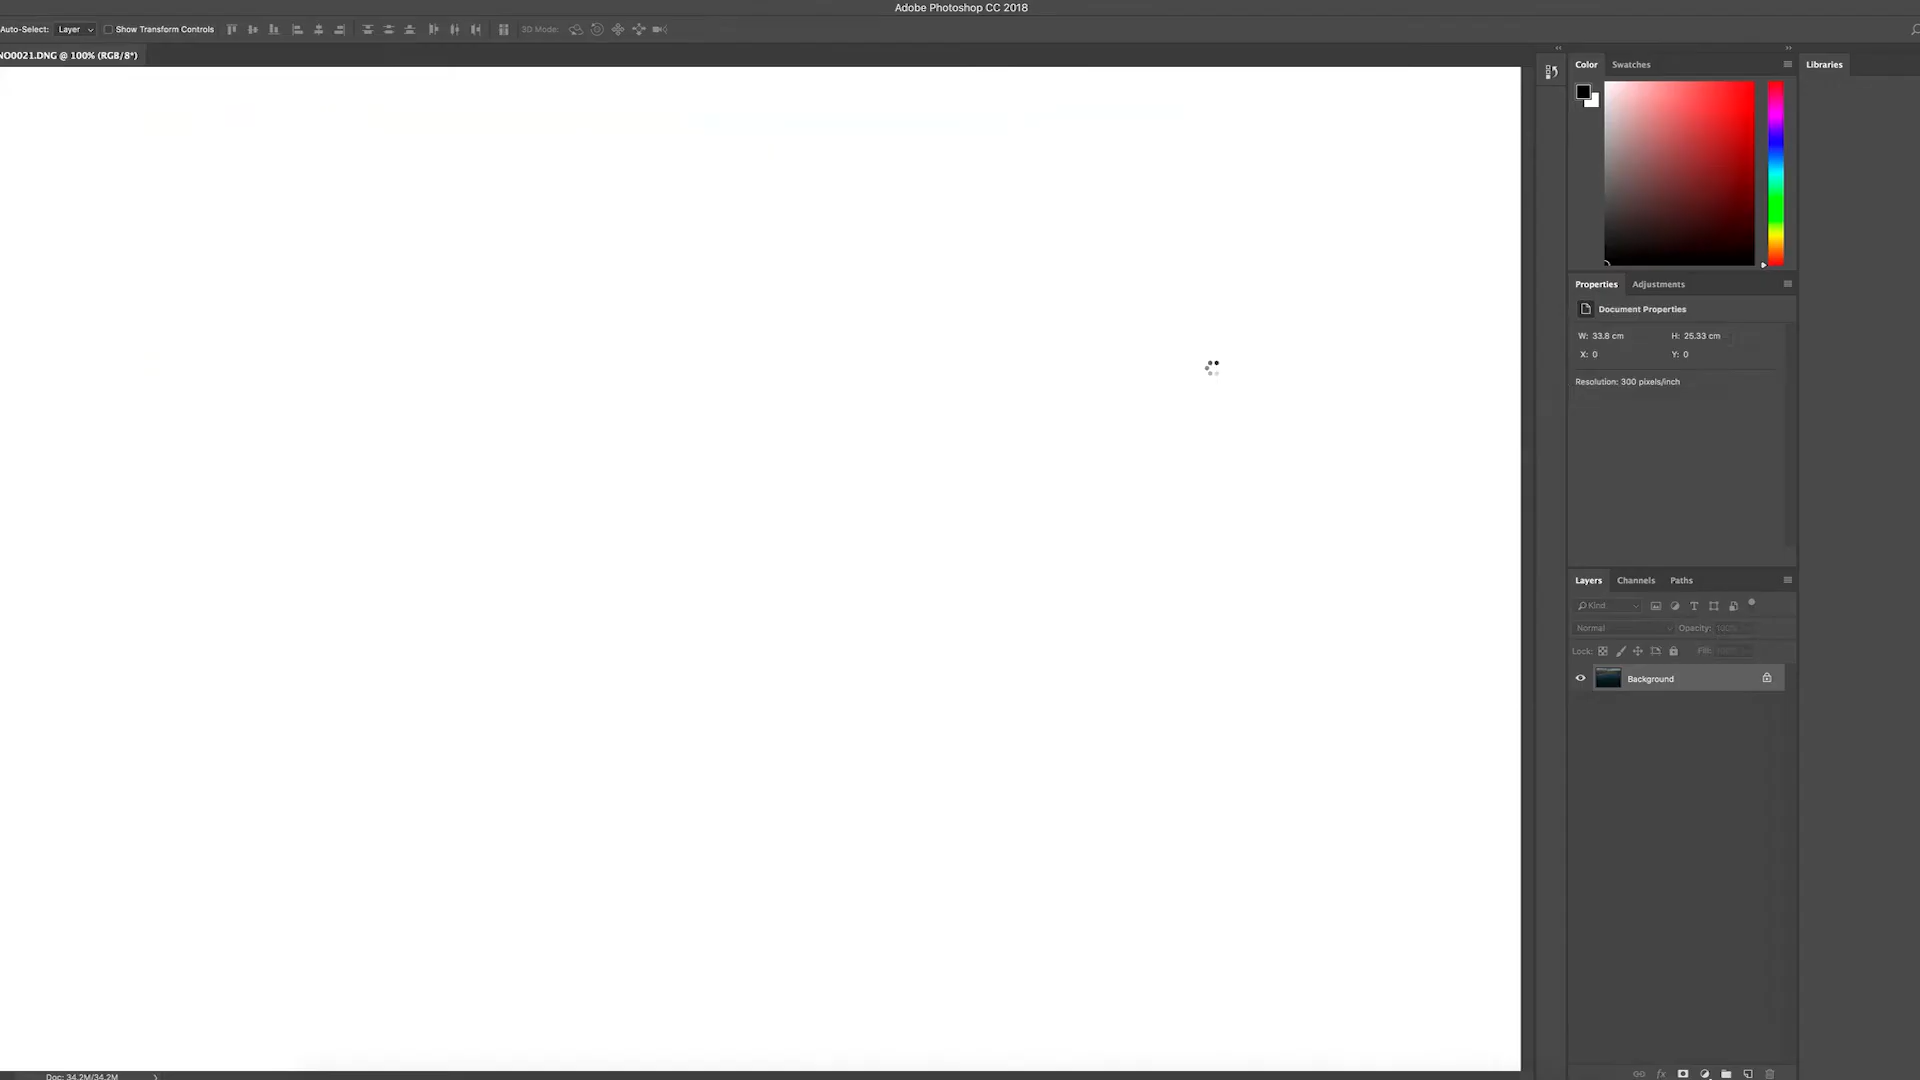 Adobe Photoshop CC 2018
Auto-Select: Layer Show Transform Controls 3D Mode:
NO0021.DNG @ 100% (RGB/8*)
Color Swatches Libraries
Properties Adjustments
Document Properties
W: 33.8 cm H: 25.33 cm
X: 0 Y: 0
Resolution: 300 pixels/inch
Layers Channels Paths
Kind
Normal Opacity: 100%
Lock: Fill: 100%
Background
Doc: 34.2M/34.2M